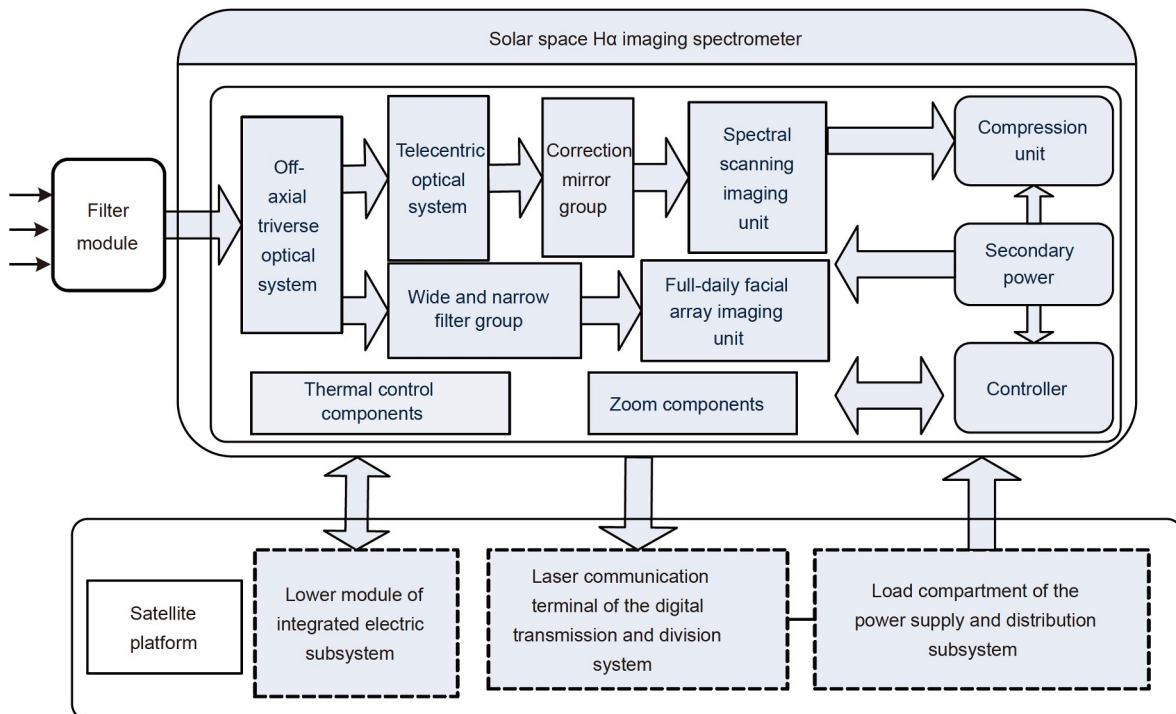 Solar space Hα imaging spectrometer
Filter
module
Off-
axial
triverse
optical
system
Telecentric
optical
system
Correction
mirror
group
Spectral
scanning
imaging
unit
Compression
unit
Secondary
power
Wide and narrow
filter group
Full-daily facial
array imaging
unit
Controller
Thermal control
components
Zoom components
Satellite
platform
Lower module of
integrated electric
subsystem
Laser communication
terminal of the digital
transmission and division
system
Load compartment of the
power supply and distribution
subsystem